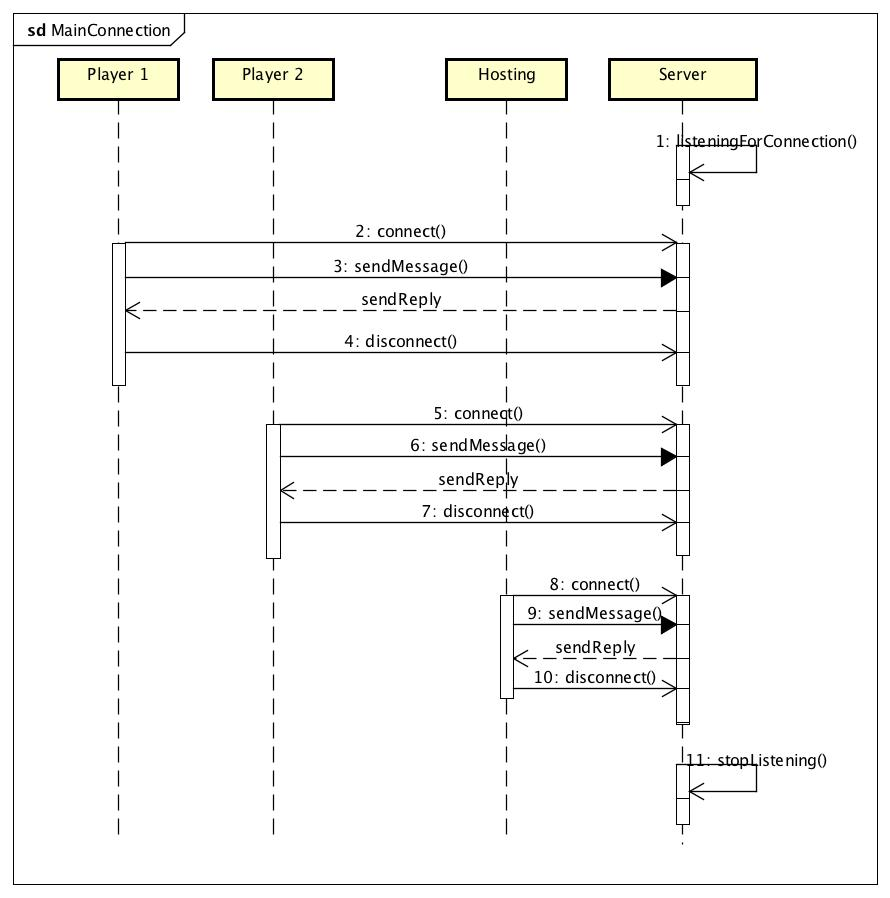 sd MainConnection
Player 1
Player 2
Hosting
Server
1: listeningForConnection()
2: connect()
3: sendMessage()
sendReply
4: disconnect()
5: connect()
6: sendMessage()
sendReply
7: disconnect()
8: connect()
9: sendMessage()
sendReply
10: disconnect()
11: stopListening()